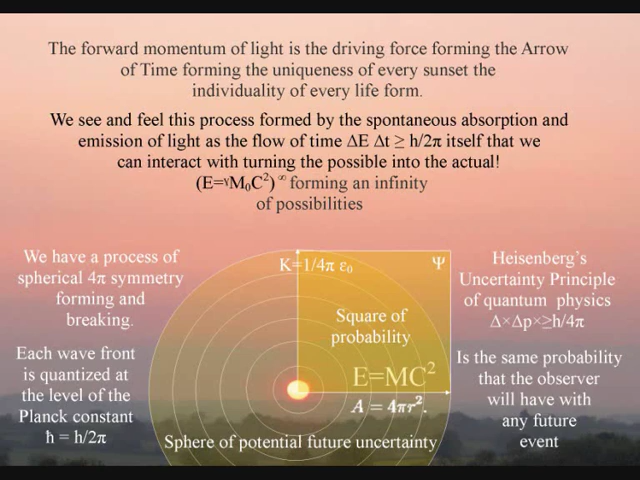 The forward momentum of light is the driving force forming the Arrow
of Time forming the uniqueness of every sunset the
individuality of every life form.
We see and feel this process formed by the spontaneous absorption and
emission of light as the flow of time ΔE Δt ≥ h/2π itself that we
can interact with turning the possible into the actual!
(E=ᵞM₀C²)∞ forming an infinity
of possibilities
We have a process of
spherical 4π symmetry
forming and
breaking.
Each wave front
is quantized at
the level of the
Planck constant
ħ = h/2π
K=1/4π ε₀
Ψ
Square of
probability
E=MC²
A = 4πr².
Sphere of potential future uncertainty
Heisenberg's
Uncertainty Principle
of quantum physics
Δ×Δp×≥h/4π
Is the same probability
that the observer
will have with
any future
event